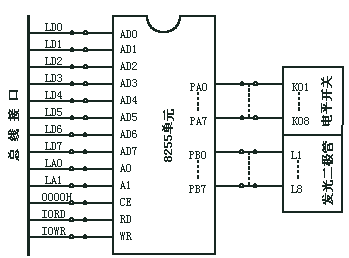 总线接口
LD0
LD1
LD2
LD3
LD4
LD5
LD6
LD7
LA0
LA1
0000H
IORD
IOWR
AD0
AD1
AD2
AD3
AD4
AD5
AD6
AD7
A0
A1
CE
RD
WR
8255单元
PA0
PA7
PB0
PB7
K01
K08
电平开关
L1
L8
发光二极管